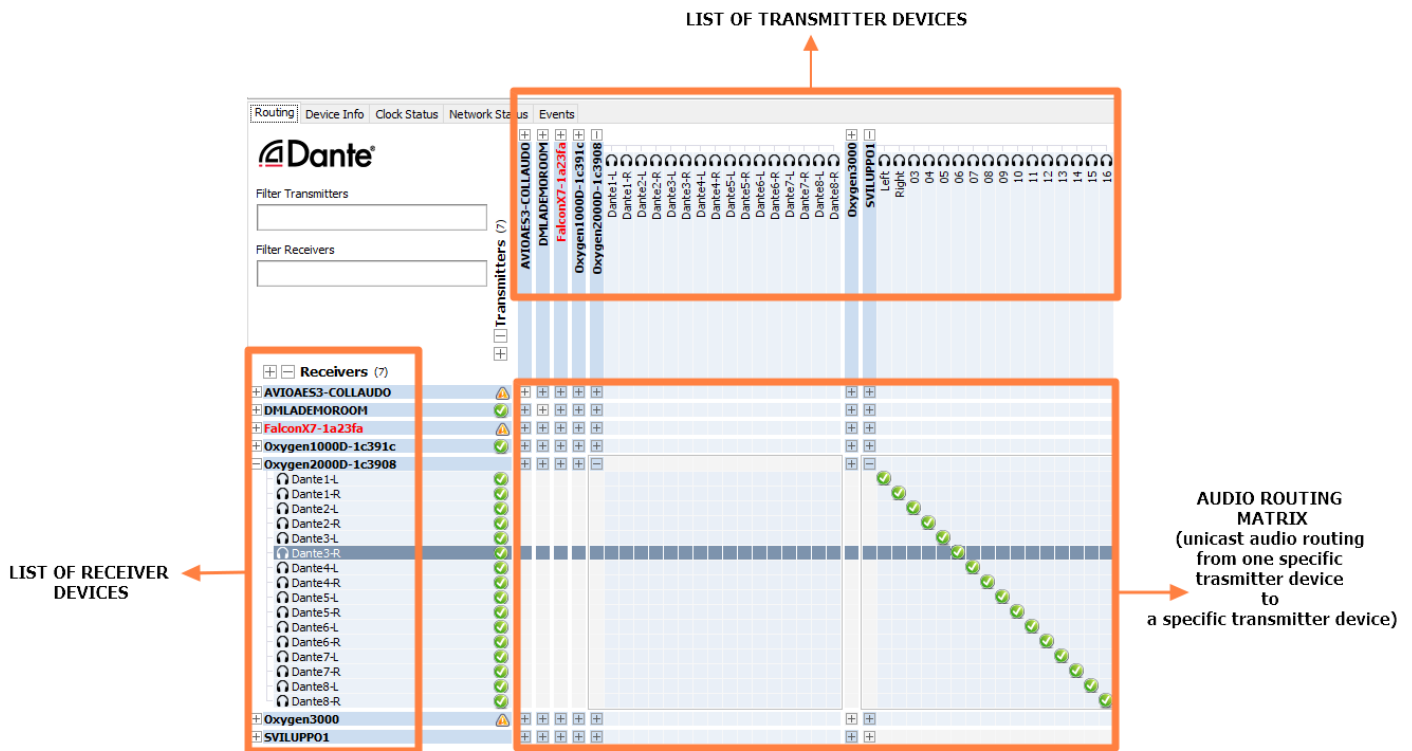 LIST OF TRANSMITTER DEVICES
Routing Device Info Clock Status Network Status Events
Dante®
Filter Transmitters
Filter Receivers
Transmitters (7)
AVIOAES3-COLLAUDO
DMLADEMOROOM
FalconX7-1a23fa
Oxygen1000D-1c391c
Oxygen2000D-1c3908
Dante1-L
Dante1-R
Dante2-L
Dante2-R
Dante3-L
Dante3-R
Dante4-L
Dante4-R
Dante5-L
Dante5-R
Dante6-L
Dante6-R
Dante7-L
Dante7-R
Dante8-L
Dante8-R
Oxygen3000
SVILUPPO1
Left
Right
03
04
05
06
07
08
09
10
11
12
13
14
15
16
Receivers (7)
AVIOAES3-COLLAUDO
DMLADEMOROOM
FalconX7-1a23fa
Oxygen1000D-1c391c
Oxygen2000D-1c3908
Dante1-L
Dante1-R
Dante2-L
Dante2-R
Dante3-L
Dante3-R
Dante4-L
Dante4-R
Dante5-L
Dante5-R
Dante6-L
Dante6-R
Dante7-L
Dante7-R
Dante8-L
Dante8-R
Oxygen3000
SVILUPPO1
LIST OF RECEIVER
DEVICES
AUDIO ROUTING
MATRIX
(unicast audio routing
from one specific
trasmitter device
to
a specific transmitter device)